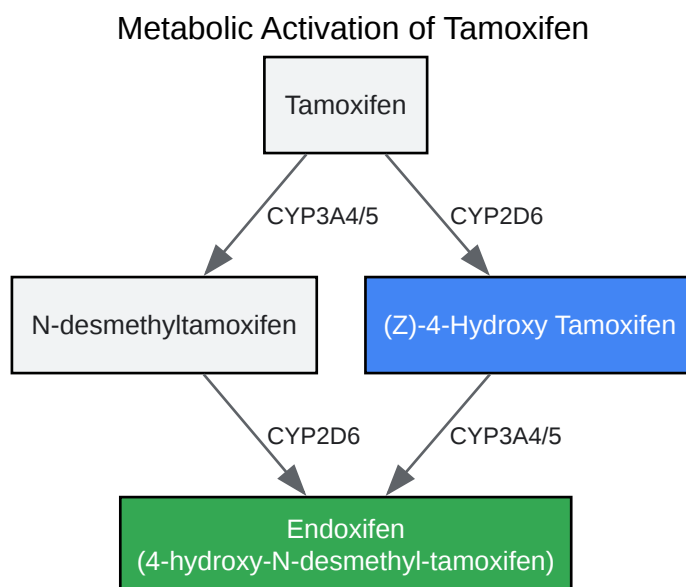 Metabolic Activation of Tamoxifen
Tamoxifen
CYP3A4/5
CYP2D6
N-desmethyltamoxifen
(Z)-4-Hydroxy Tamoxifen
CYP2D6
CYP3A4/5
Endoxifen
(4-hydroxy-N-desmethyl-tamoxifen)